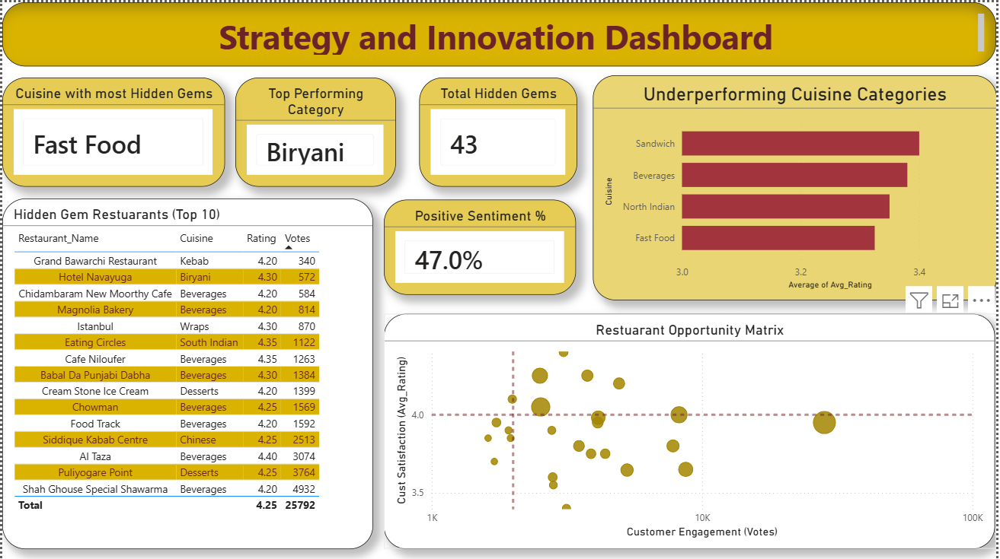 Strategy and Innovation Dashboard
Cuisine with most Hidden Gems
Fast Food
Top Performing
Category
Biryani
Total Hidden Gems
43
Underperforming Cuisine Categories
Cuisine
Sandwich
Beverages
North Indian
Fast Food
3.0 3.2 3.4
Average of Avg_Rating
Hidden Gem Restuarants (Top 10)
Restaurant_Name Cuisine Rating Votes
Grand Bawarchi Restaurant Kebab 4.20 340
Hotel Navayuga Biryani 4.30 572
Chidambaram New Moorthy Cafe Beverages 4.20 584
Magnolia Bakery Beverages 4.20 814
Istanbul Wraps 4.30 870
Eating Circles South Indian 4.35 1122
Cafe Niloufer Beverages 4.35 1263
Babal Da Punjabi Dabha Beverages 4.30 1384
Cream Stone Ice Cream Desserts 4.20 1399
Chowman Beverages 4.25 1569
Food Track Beverages 4.20 1592
Siddique Kabab Centre Chinese 4.25 2513
Al Taza Beverages 4.40 3074
Puliyogare Point Desserts 4.25 3764
Shah Ghouse Special Shawarma Beverages 4.20 4932
Total 4.25 25792
Positive Sentiment %
47.0%
Restuarant Opportunity Matrix
Cust Satisfaction (Avg_Rating)
4.0
3.5
1K 10K 100K
Customer Engagement (Votes)